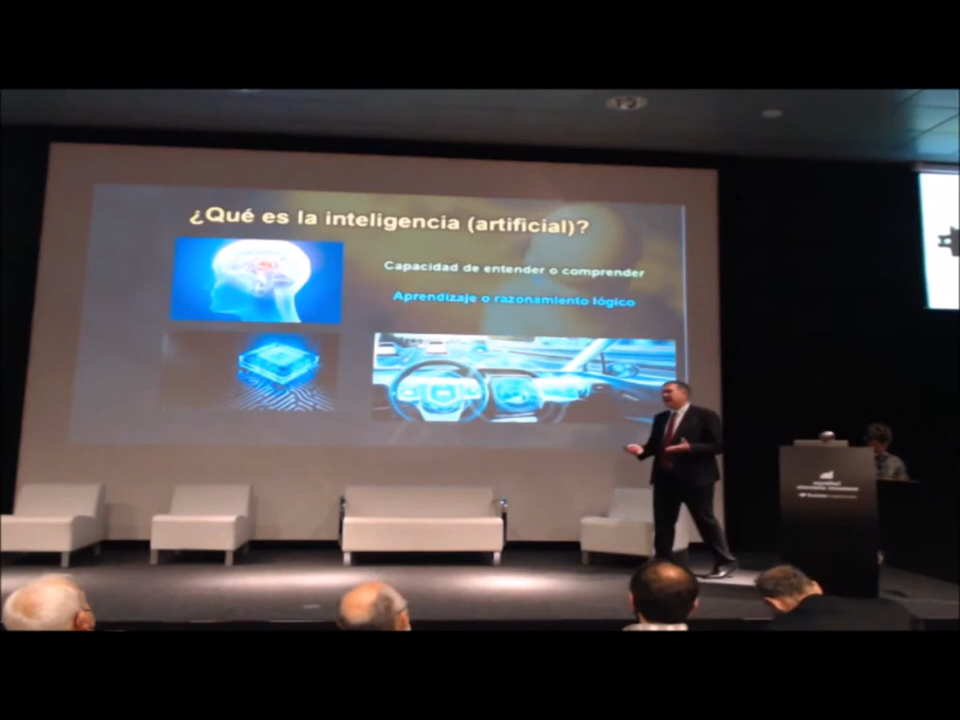 ¿Qué es la inteligencia (artificial)?
Capacidad de entender o comprender
Aprendizaje o razonamiento lógico